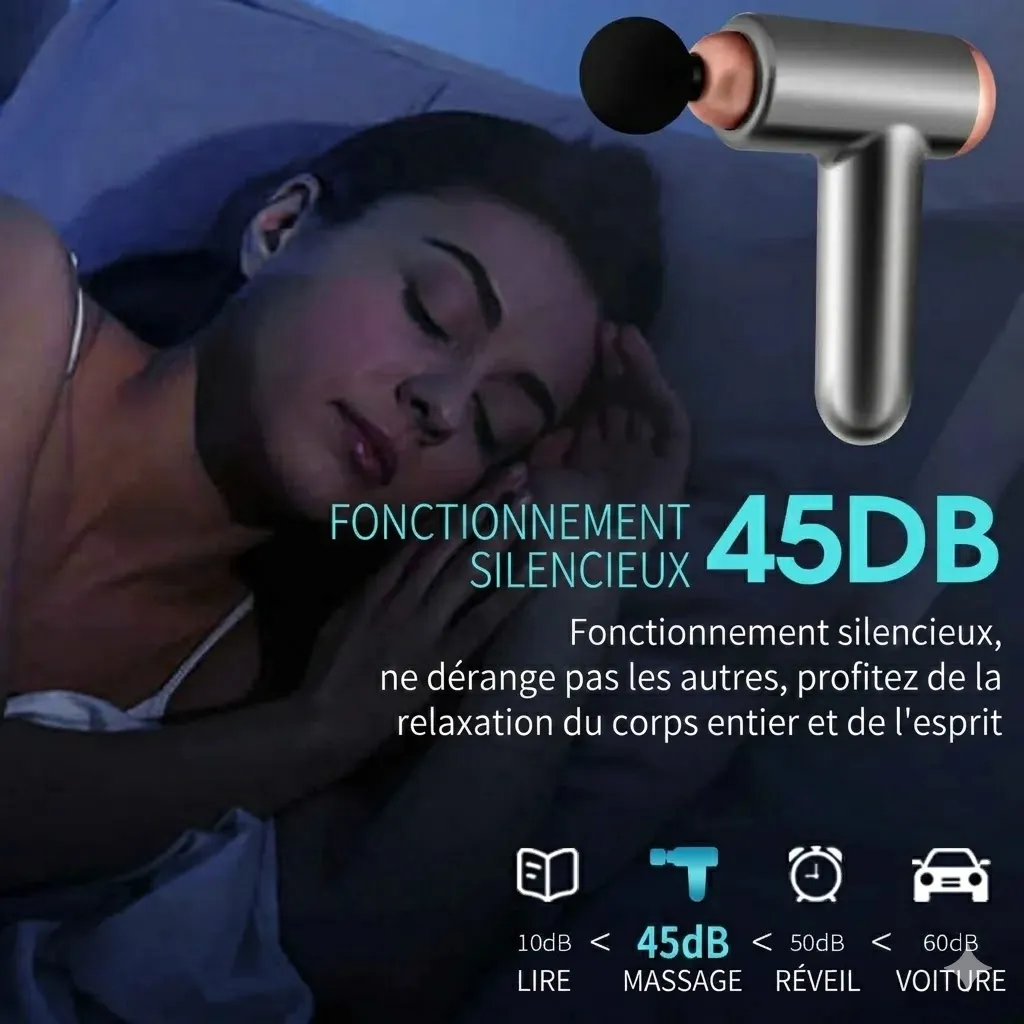 FONCTIONNEMENT
SILENCIEUX
45DB
Fonctionnement silencieux,
ne dérange pas les autres, profitez de la
relaxation du corps entier et de l'esprit
10dB < 45dB < 50dB < 60dB
LIRE MASSAGE RÉVEIL VOITURE